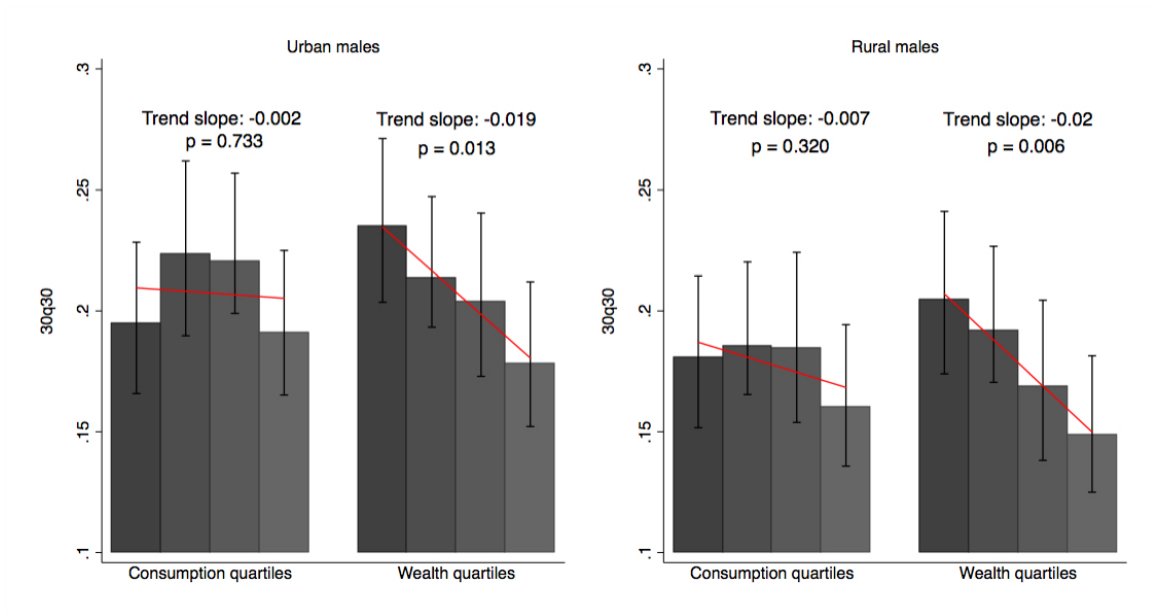 Urban males
.3
Trend slope: -0.002
p = 0.733
Trend slope: -0.019
p = 0.013
.25
.2
30q30
.15
.1
Consumption quartiles
Wealth quartiles
Rural males
.3
Trend slope: -0.007
p = 0.320
Trend slope: -0.02
p = 0.006
.25
.2
30q30
.15
.1
Consumption quartiles
Wealth quartiles